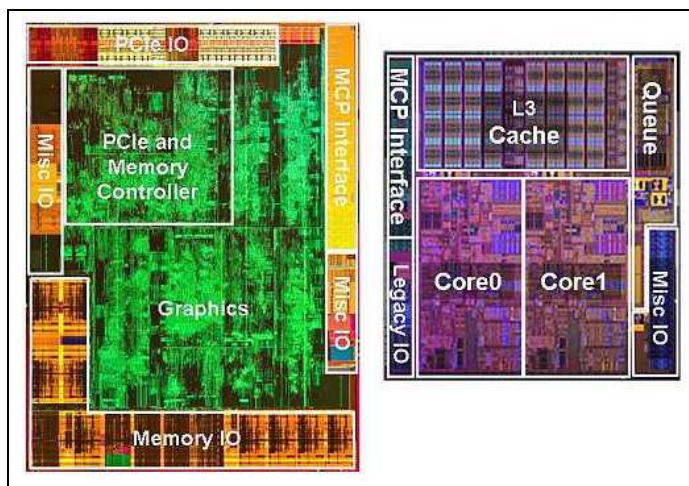 PCIe IO
Misc IO
PCIe and
Memory
Controller
MCP Interface
Graphics
Misc IO
Memory IO
MCP Interface
L3
Cache
Queue
Legacy IO
Core0
Core1
Misc IO